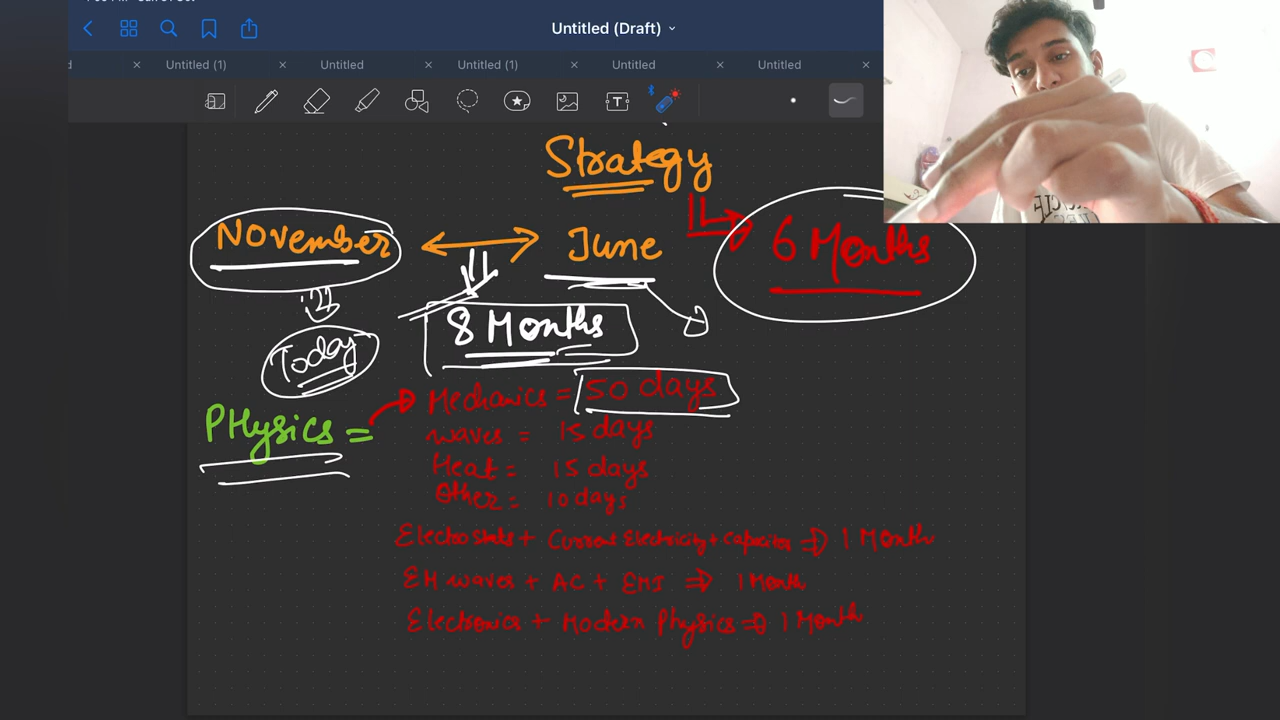 Untitled (Draft)
d Untitled (1) Untitled Untitled (1) Untitled Untitled
Strategy
November June 6 Months
8 Months
Today
Mechanics = 50 days
PHysics =
waves = 15 days
Heat = 15 days
Other = 10 days
Electrostats + Current Electricity + Capacitor ⇒ 1 Month
EM waves + AC + EMI ⇒ 1 Month
Electronics + Modern Physics ⇒ 1 Month